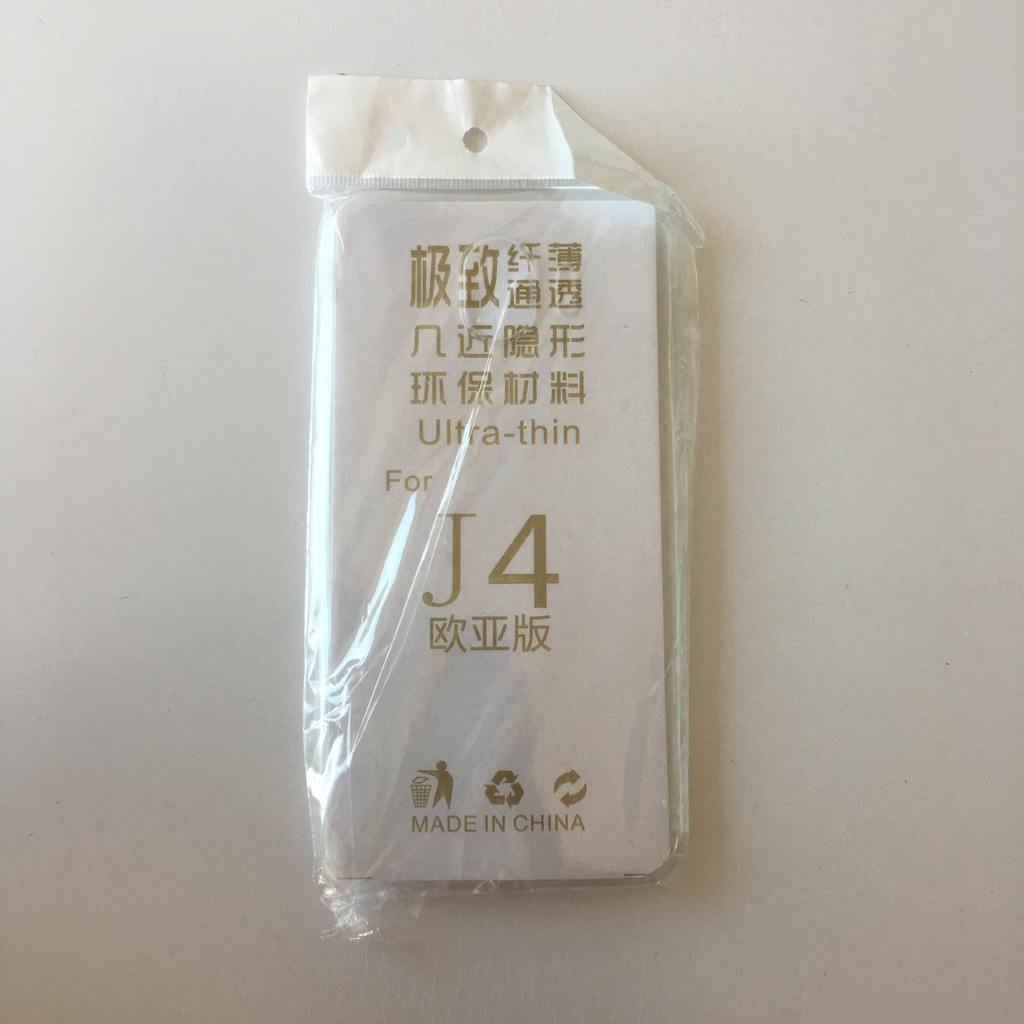 极致纤薄
通透
几近隐形
环保材料
Ultra-thin
For
J4
欧亚版
MADE IN CHINA